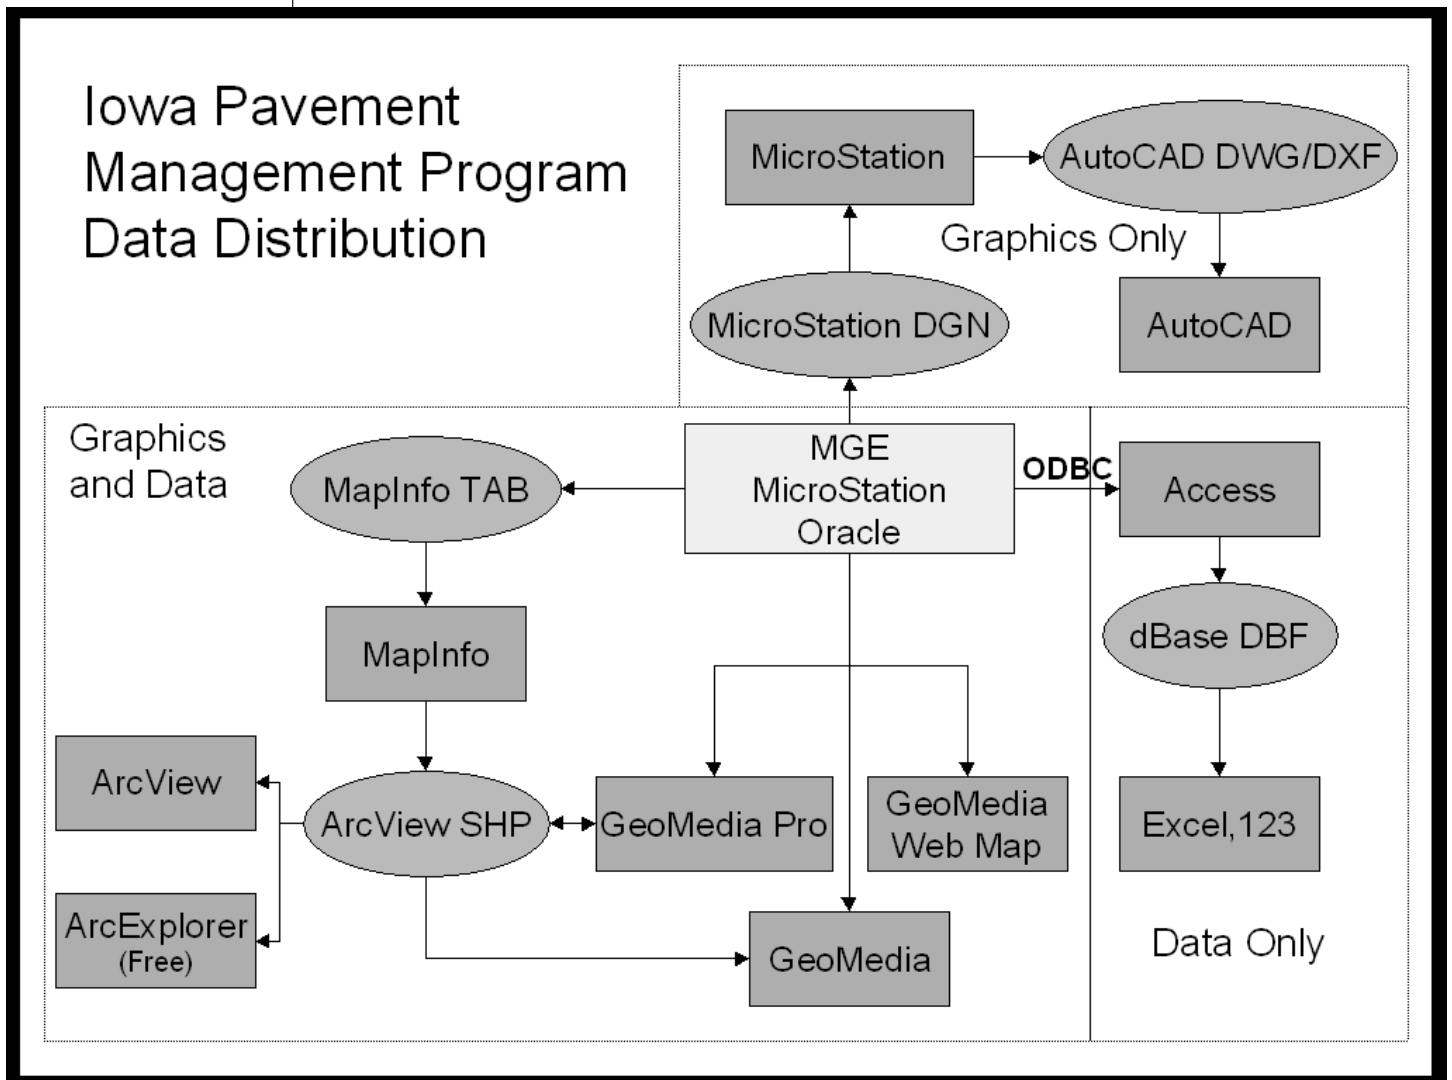 Iowa Pavement
Management Program
Data Distribution
MicroStation
AutoCAD DWG/DXF
Graphics Only
MicroStation DGN
AutoCAD
Graphics
and Data
MapInfo TAB
MGE
MicroStation
Oracle
ODBC
Access
dBase DBF
MapInfo
ArcView
ArcView SHP
GeoMedia Pro
GeoMedia
Web Map
Excel,123
ArcExplorer
(Free)
GeoMedia
Data Only